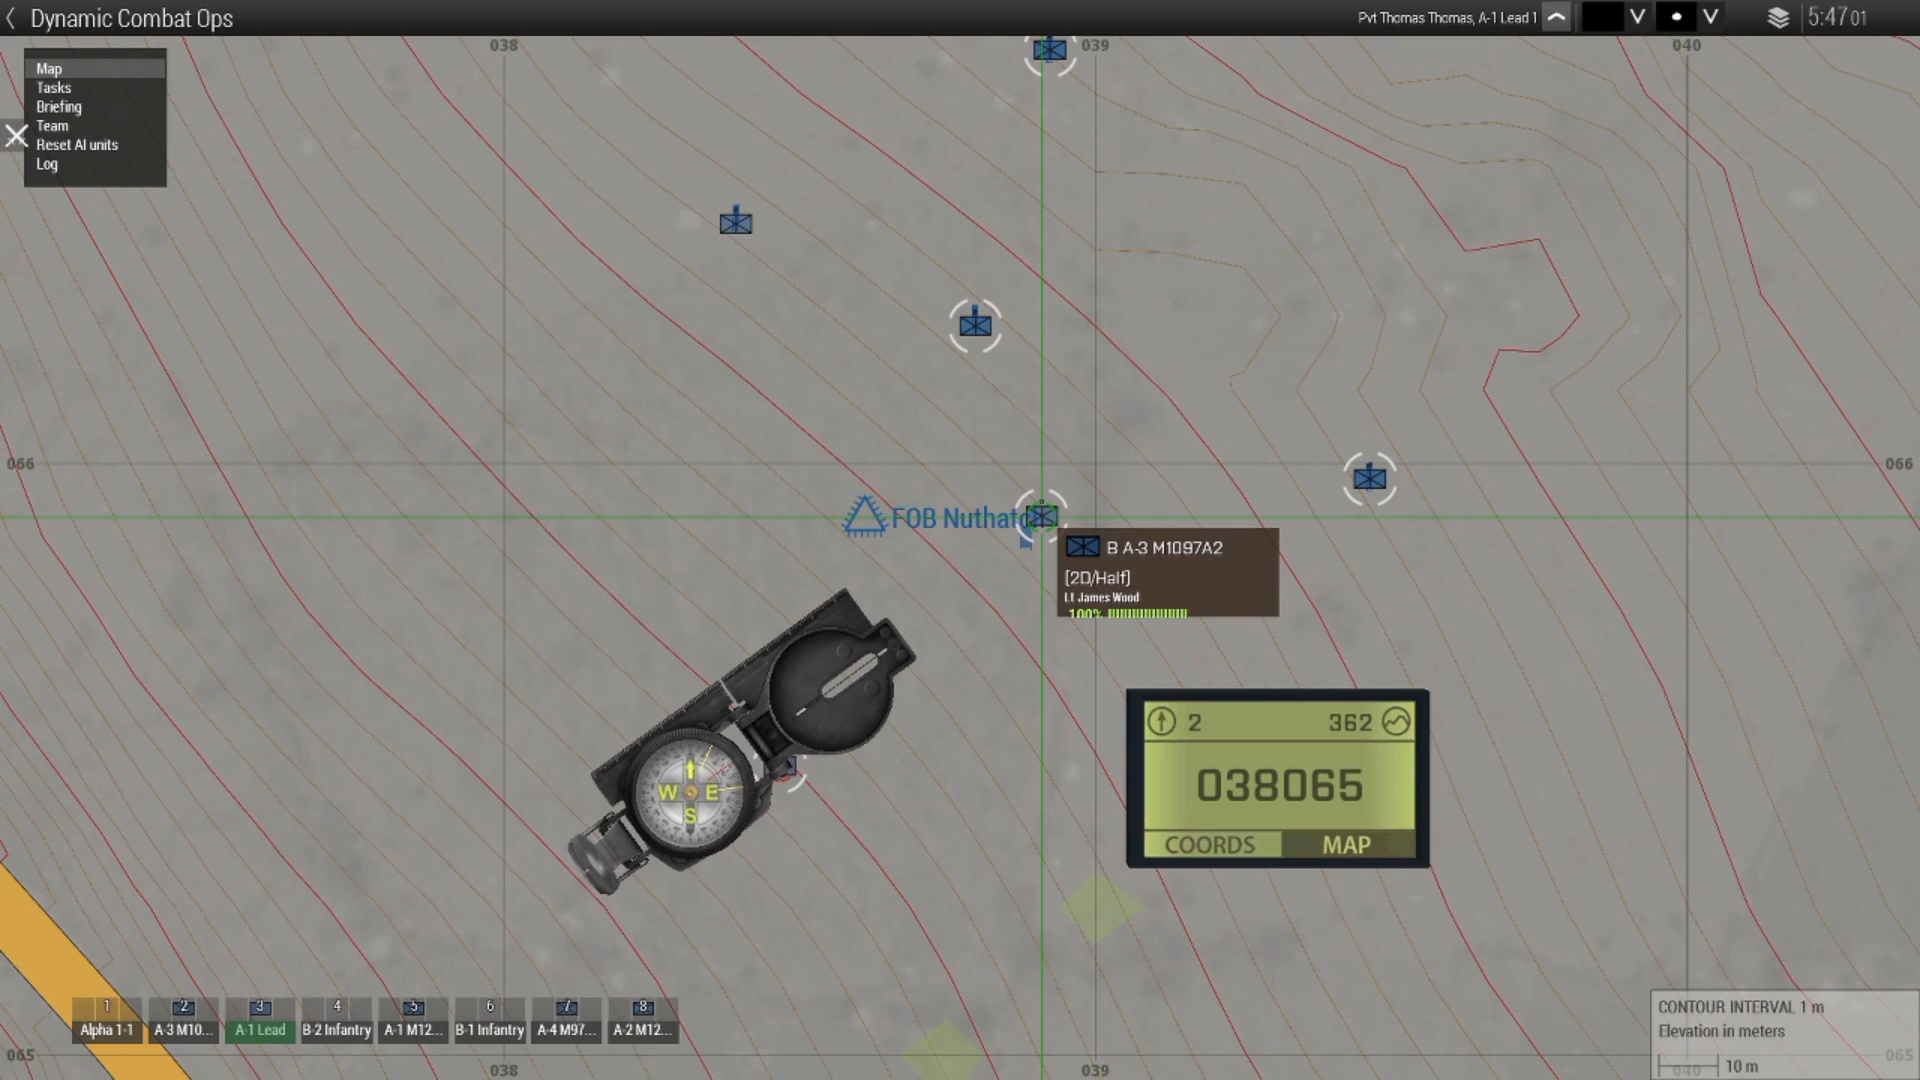 Dynamic Combat Ops
Pvt Thomas Thomas, A-1 Lead 1
5:47 01
038
039
040
Map
Tasks
Briefing
Team
Reset AI units
Log
066
066
FOB Nuthatc
B A-3 M1097A2
[2D/Half]
Lt James Wood
100%
2
362
038065
COORDS
MAP
W E
S
1
2
3
4
5
6
7
8
Alpha 1-1
A-3 M10...
A-1 Lead
B-2 Infantry
A-1 M12...
B-1 Infantry
A-4 M97...
A-2 M12...
CONTOUR INTERVAL 1 m
Elevation in meters
10 m
065
065
038
039
040